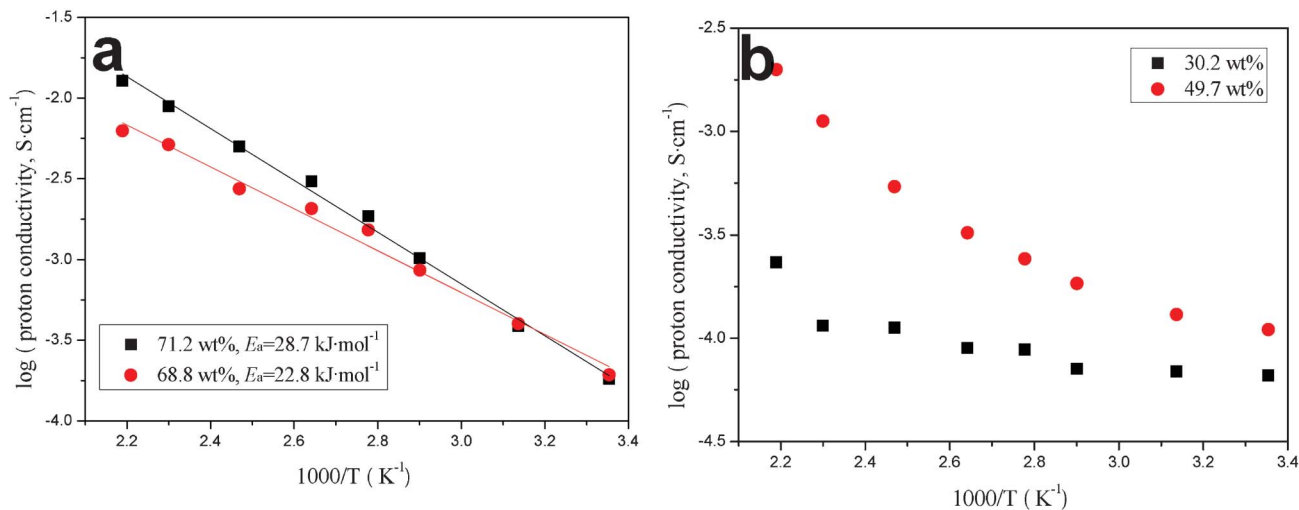 a
-1.5
-2.0
-2.5
-3.0
-3.5
-4.0
log ( proton conductivity, S·cm⁻¹)
71.2 wt%, Eₐ=28.7 kJ·mol⁻¹
68.8 wt%, Eₐ=22.8 kJ·mol⁻¹
2.2 2.4 2.6 2.8 3.0 3.2 3.4
1000/T ( K⁻¹)
b
-2.5
-3.0
-3.5
-4.0
-4.5
log ( proton conductivity, S·cm⁻¹)
30.2 wt%
49.7 wt%
2.2 2.4 2.6 2.8 3.0 3.2 3.4
1000/T ( K⁻¹)